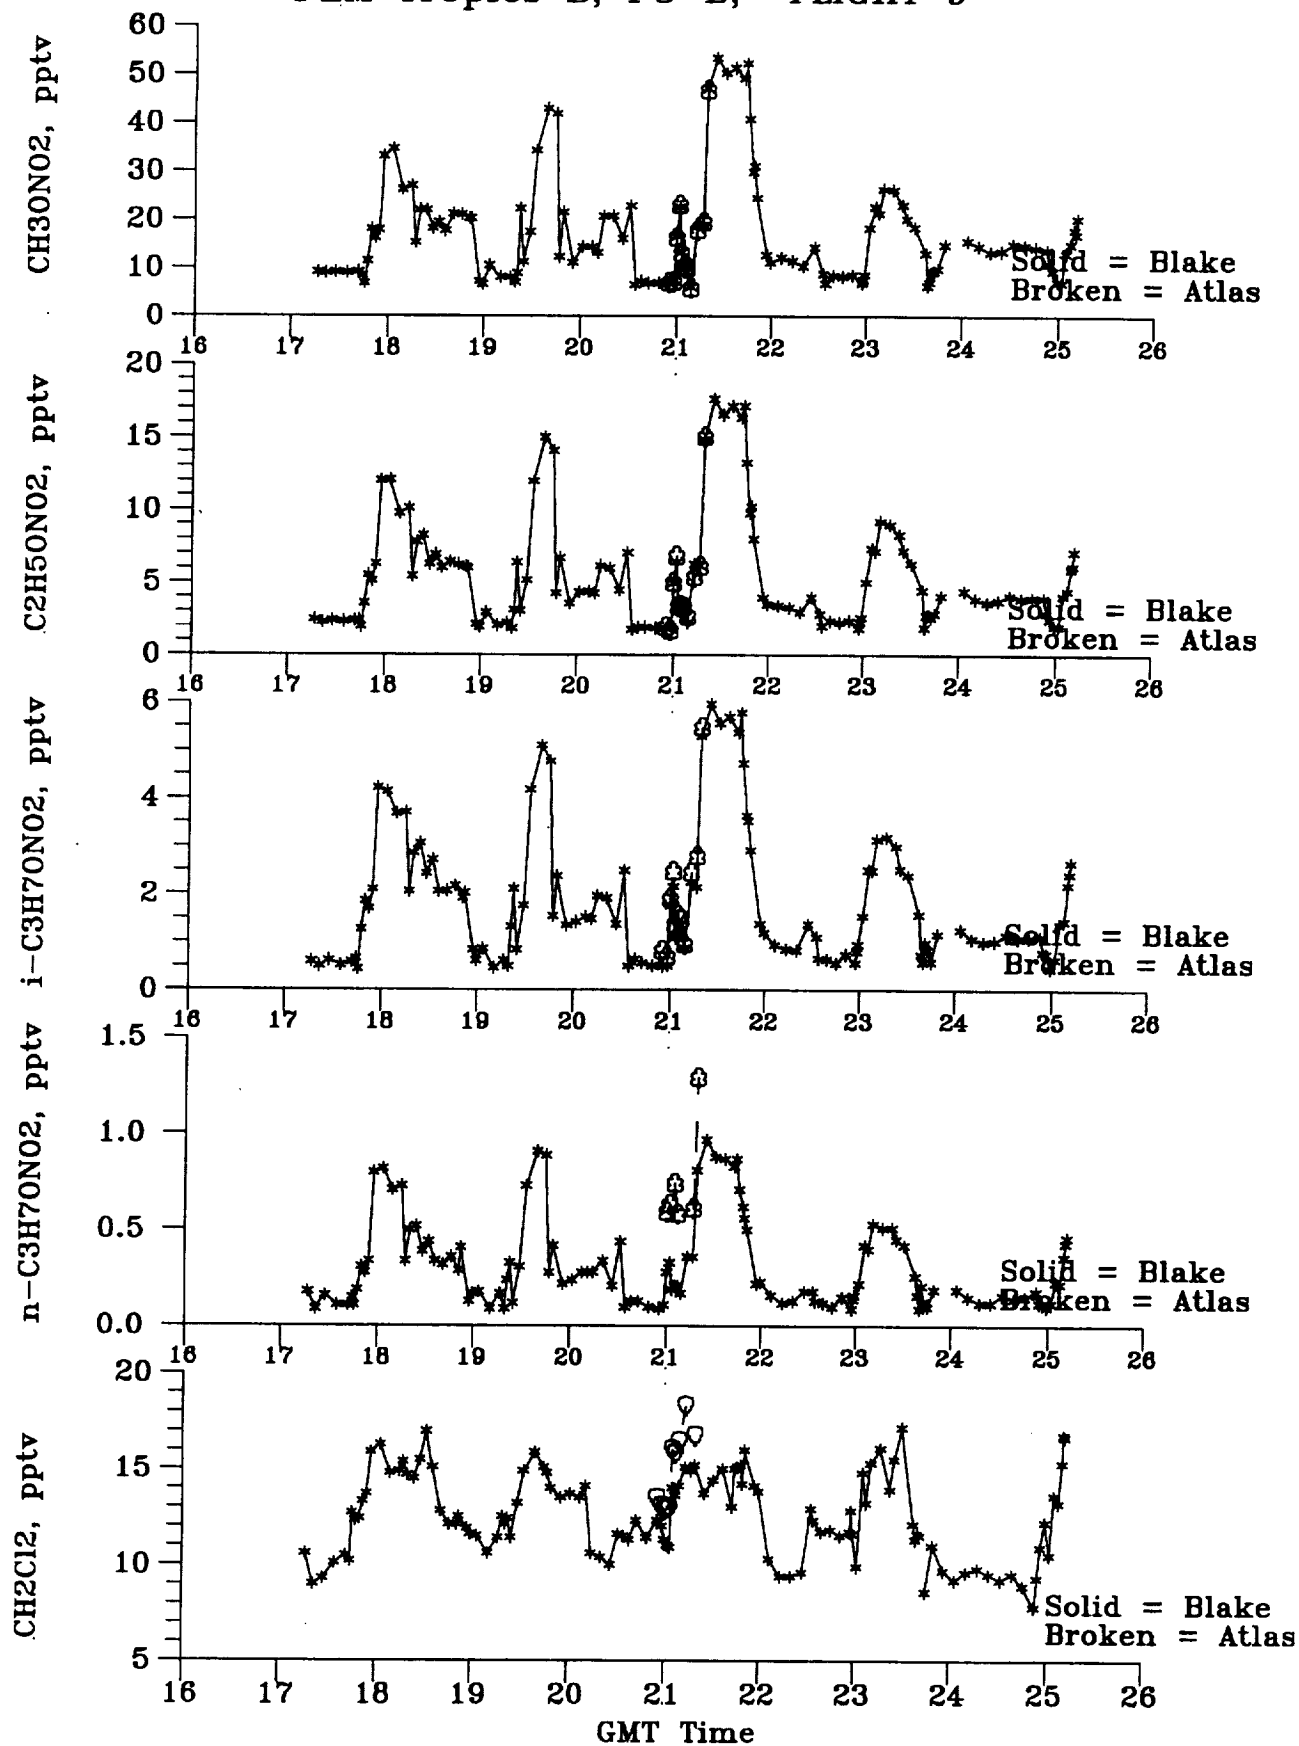 60
50
40
30
20
10
0
CH3ONO2, pptv
Solid = Blake
Broken = Atlas
16 17 18 19 20 21 22 23 24 25 26
20
15
10
5
0
C2H5ONO2, pptv
Solid = Blake
Broken = Atlas
16 17 18 19 20 21 22 23 24 25 26
6
4
2
0
i-C3H7ONO2, pptv
Solid = Blake
Broken = Atlas
16 17 18 19 20 21 22 23 24 25 26
1.5
1.0
0.5
0.0
n-C3H7ONO2, pptv
Solid = Blake
Broken = Atlas
16 17 18 19 20 21 22 23 24 25 26
20
15
10
5
CH2Cl2, pptv
Solid = Blake
Broken = Atlas
16 17 18 19 20 21 22 23 24 25 26
GMT Time